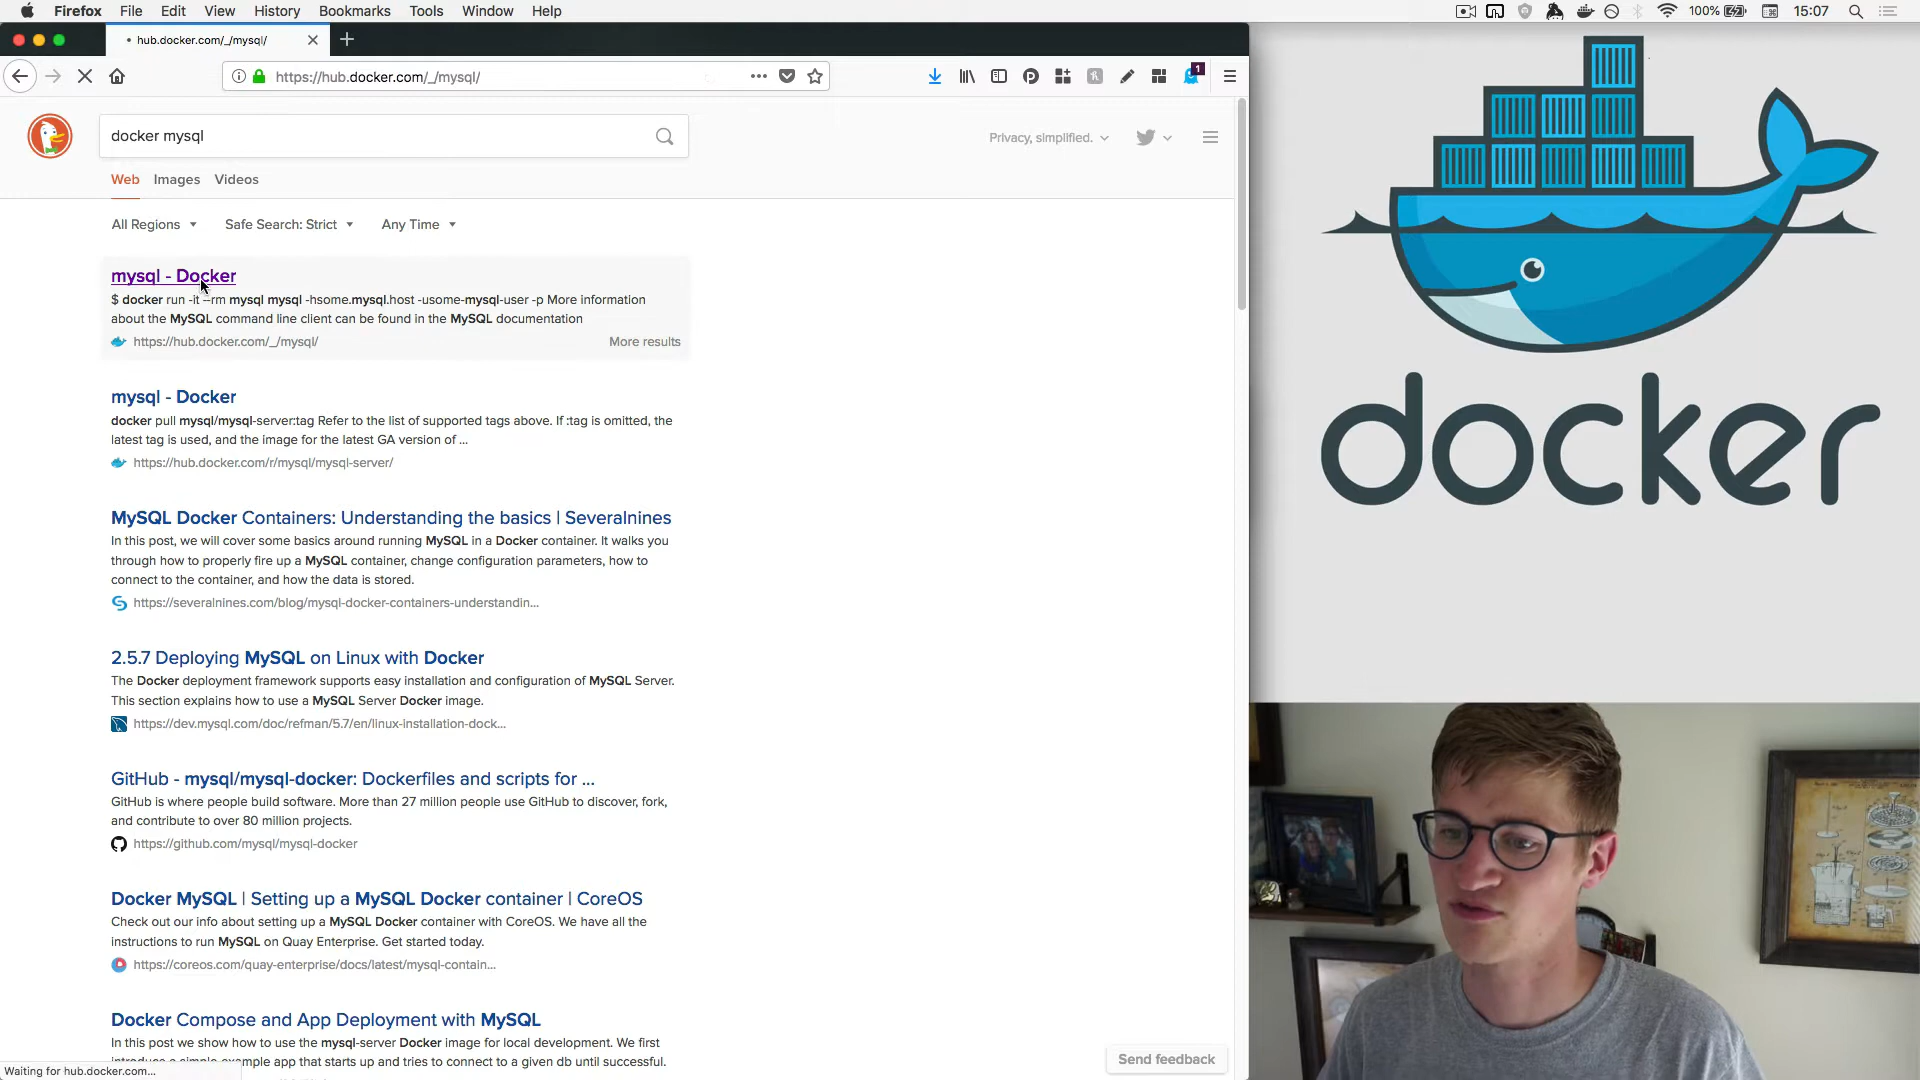 Firefox File Edit View History Bookmarks Tools Window Help
100% 15:07
hub.docker.com/_/mysql/
https://hub.docker.com/_/mysql/
1
docker mysql
Privacy, simplified.
Web Images Videos
All Regions Safe Search: Strict Any Time
mysql - Docker
$ docker run -it --rm mysql mysql -hsome.mysql.host -usome-mysql-user -p More information
about the MySQL command line client can be found in the MySQL documentation
https://hub.docker.com/_/mysql/ More results
mysql - Docker
docker pull mysql/mysql-server:tag Refer to the list of supported tags above. If :tag is omitted, the
latest tag is used, and the image for the latest GA version of ...
https://hub.docker.com/r/mysql/mysql-server/
MySQL Docker Containers: Understanding the basics | Severalnines
In this post, we will cover some basics around running MySQL in a Docker container. It walks you
through how to properly fire up a MySQL container, change configuration parameters, how to
connect to the container, and how the data is stored.
https://severalnines.com/blog/mysql-docker-containers-understandin...
2.5.7 Deploying MySQL on Linux with Docker
The Docker deployment framework supports easy installation and configuration of MySQL Server.
This section explains how to use a MySQL Server Docker image.
https://dev.mysql.com/doc/refman/5.7/en/linux-installation-dock...
GitHub - mysql/mysql-docker: Dockerfiles and scripts for ...
GitHub is where people build software. More than 27 million people use GitHub to discover, fork,
and contribute to over 80 million projects.
https://github.com/mysql/mysql-docker
Docker MySQL | Setting up a MySQL Docker container | CoreOS
Check out our info about setting up a MySQL Docker container with CoreOS. We have all the
instructions to run MySQL on Quay Enterprise. Get started today.
https://coreos.com/quay-enterprise/docs/latest/mysql-contain...
Docker Compose and App Deployment with MySQL
In this post we show how to use the mysql-server Docker image for local development. We first
introduce a simple example app that starts up and tries to connect to a given db until successful.
Send feedback
Waiting for hub.docker.com...
docker